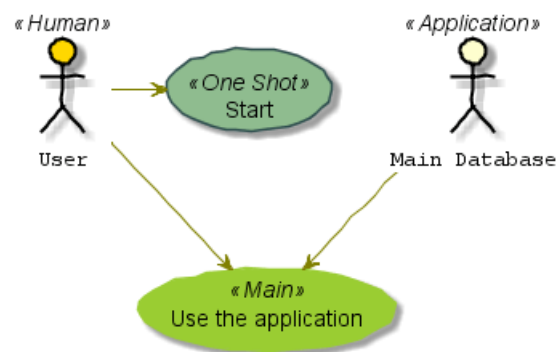 «Human»
User
«Application»
Main Database
«One Shot»
Start
«Main»
Use the application